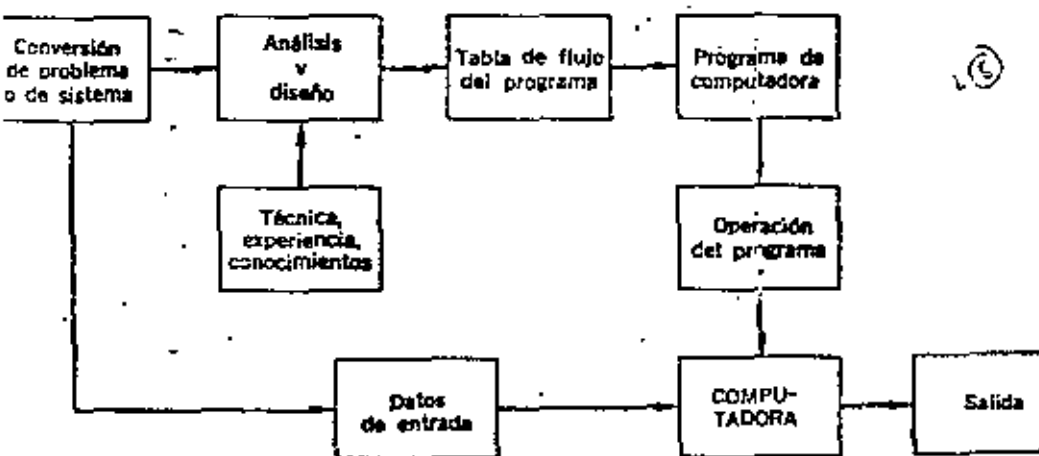 Conversión
de problema
o de sistema
Análisis
y
diseño
Tabla de flujo
del programa
Programa de
computadora
Técnica,
experiencia,
conocimientos
Operación
del programa
Datos
de entrada
COMPU-
TADORA
Salida